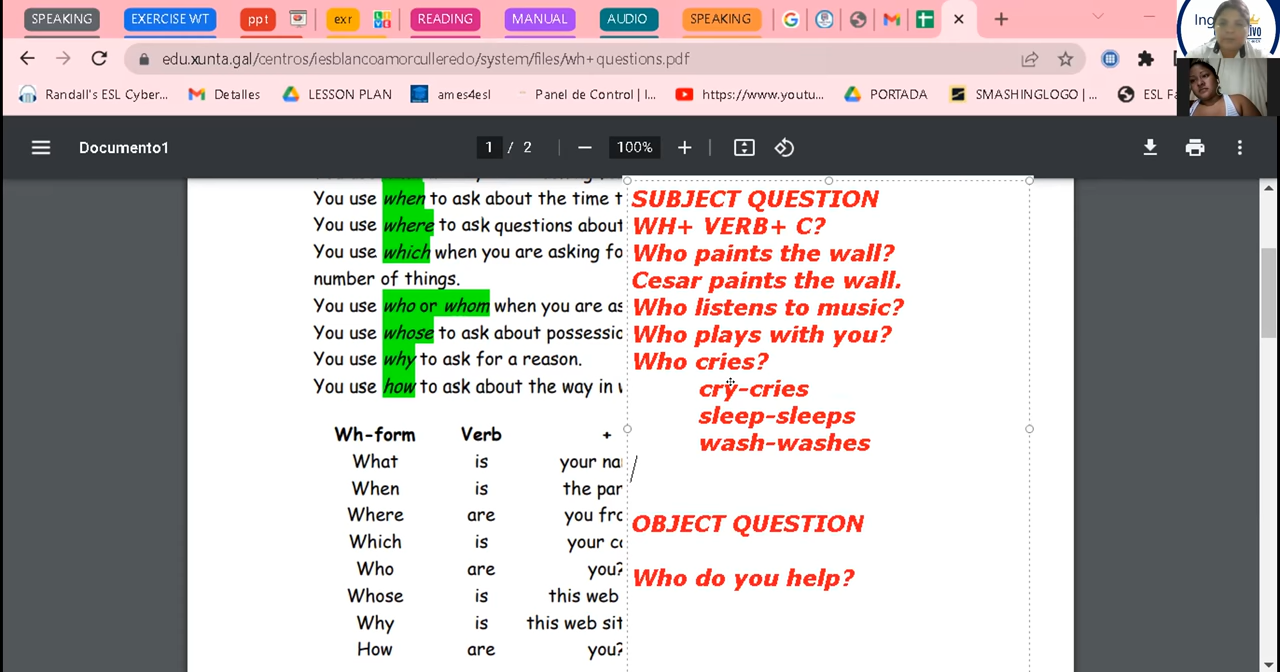 SPEAKING
EXERCISE WT
ppt
exr
READING
MANUAL
AUDIO
SPEAKING
edu.xunta.gal/centros/iesblancoamorculleredo/system/files/wh+questions.pdf
Randall's ESL Cyber...
Detalles
LESSON PLAN
ames4esl
Panel de Control | I...
https://www.youtu...
PORTADA
SMASHINGLOGO | ...
ESL
Documento1
1 / 2
100%
You use when to ask about the time t
You use where to ask questions about
You use which when you are asking fo
number of things.
You use who or whom when you are as
You use whose to ask about possessio
You use why to ask for a reason.
You use how to ask about the way in
Wh-form Verb +
What is your na
When is the par
Where are you fro
Which is your co
Who are you?
Whose is this web
Why is this web sit
How are you?
SUBJECT QUESTION
WH+ VERB+ C?
Who paints the wall?
Cesar paints the wall.
Who listens to music?
Who plays with you?
Who cries?
cry-cries
sleep-sleeps
wash-washes
/
OBJECT QUESTION
Who do you help?